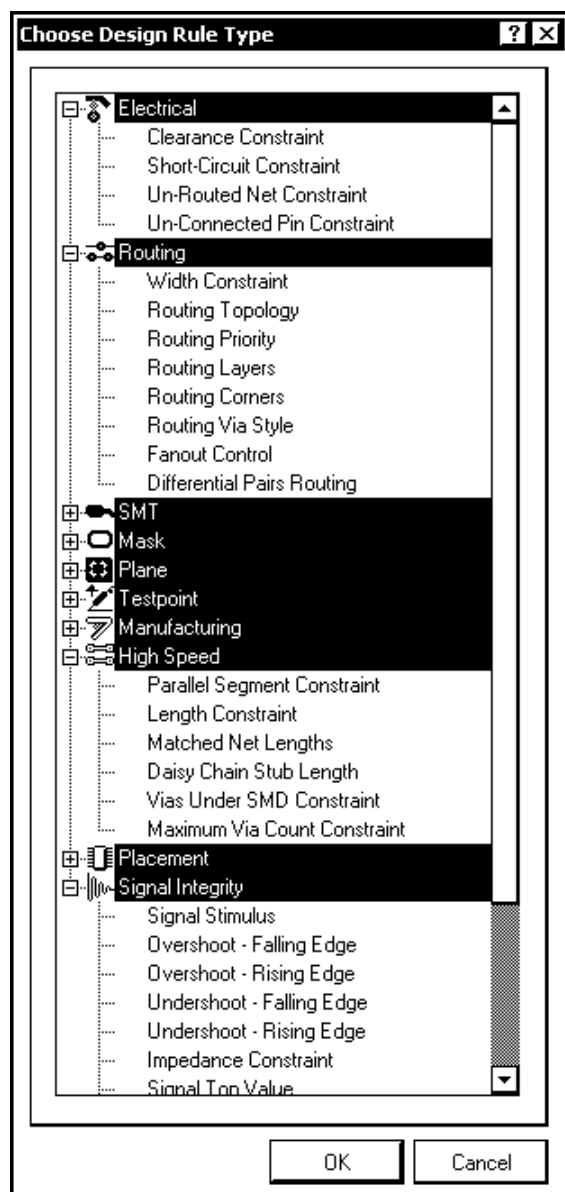 Choose Design Rule Type
Electrical
Clearance Constraint
Short-Circuit Constraint
Un-Routed Net Constraint
Un-Connected Pin Constraint
Routing
Width Constraint
Routing Topology
Routing Priority
Routing Layers
Routing Corners
Routing Via Style
Fanout Control
Differential Pairs Routing
SMT
Mask
Plane
Testpoint
Manufacturing
High Speed
Parallel Segment Constraint
Length Constraint
Matched Net Lengths
Daisy Chain Stub Length
Vias Under SMD Constraint
Maximum Via Count Constraint
Placement
Signal Integrity
Signal Stimulus
Overshoot - Falling Edge
Overshoot - Rising Edge
Undershoot - Falling Edge
Undershoot - Rising Edge
Impedance Constraint
Signal Top Value
OK Cancel